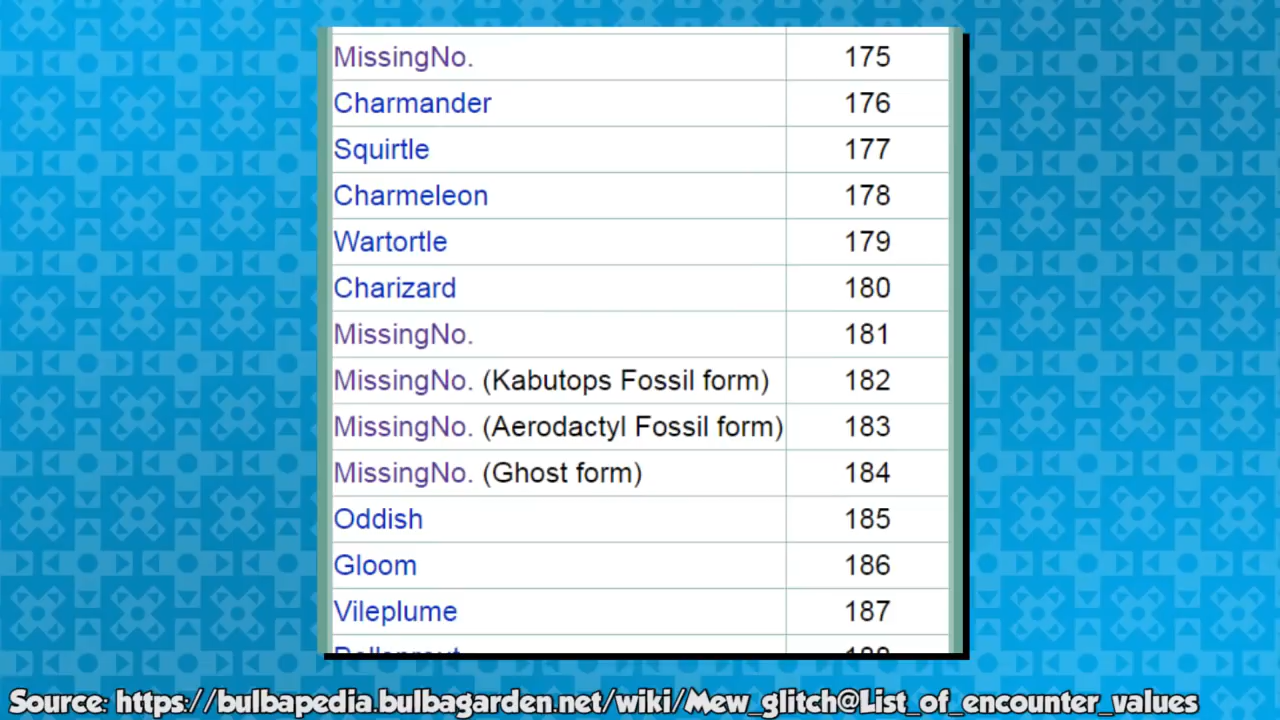 MissingNo. 175
Charmander 176
Squirtle 177
Charmeleon 178
Wartortle 179
Charizard 180
MissingNo. 181
MissingNo. (Kabutops Fossil form) 182
MissingNo. (Aerodactyl Fossil form) 183
MissingNo. (Ghost form) 184
Oddish 185
Gloom 186
Vileplume 187
Source: https://bulbapedia.bulbagarden.net/wiki/Mew_glitch@List_of_encounter_values